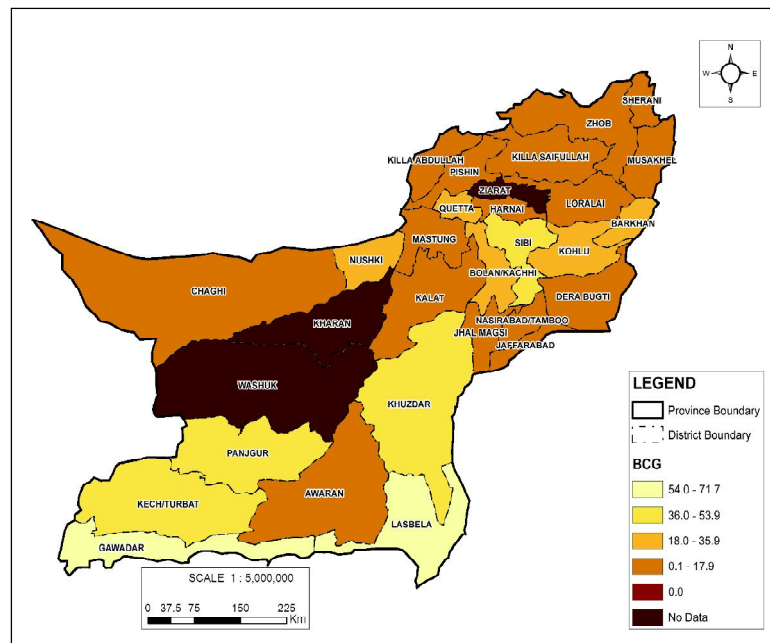 N
W E
S
SHERANI
ZHOB
KILLA ABDULLAH
KILLA SAIFULLAH
MUSAKHEL
PISHIN
ZIARAT
LORALAI
QUETTA
HARNAI
BARKHAN
MASTUNG
SIBI
KOHLU
NUSHKI
BOLAN/KACHHI
CHAGHI
DERA BUGTI
KALAT
KHARAN
NASIRABAD/TAMBOO
JHAL MAGSI
JAFFARABAD
WASHUK
KHUZDAR
PANJGUR
AWARAN
KECH/TURBAT
LASBELA
GAWADAR
SCALE 1 : 5,000,000
0 37.5 75 150 225
Km
LEGEND
Province Boundary
District Boundary
BCG
54.0 - 71.7
36.0 - 53.9
18.0 - 35.9
0.1 - 17.9
0.0
No Data